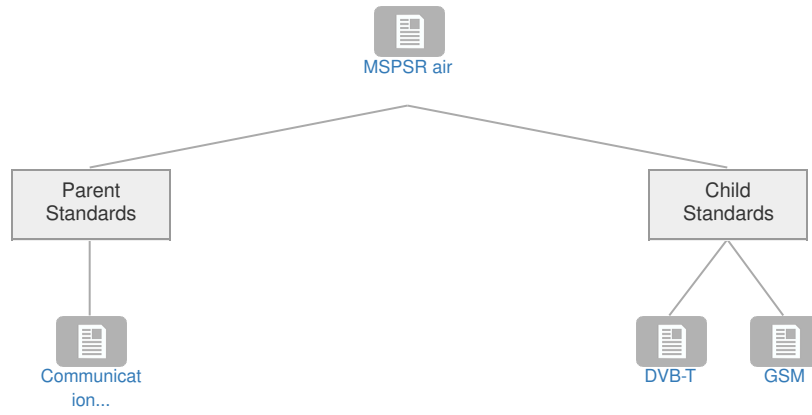 MSPSR air
Parent
Standards
Child
Standards
Communicat
ion...
DVB-T
GSM